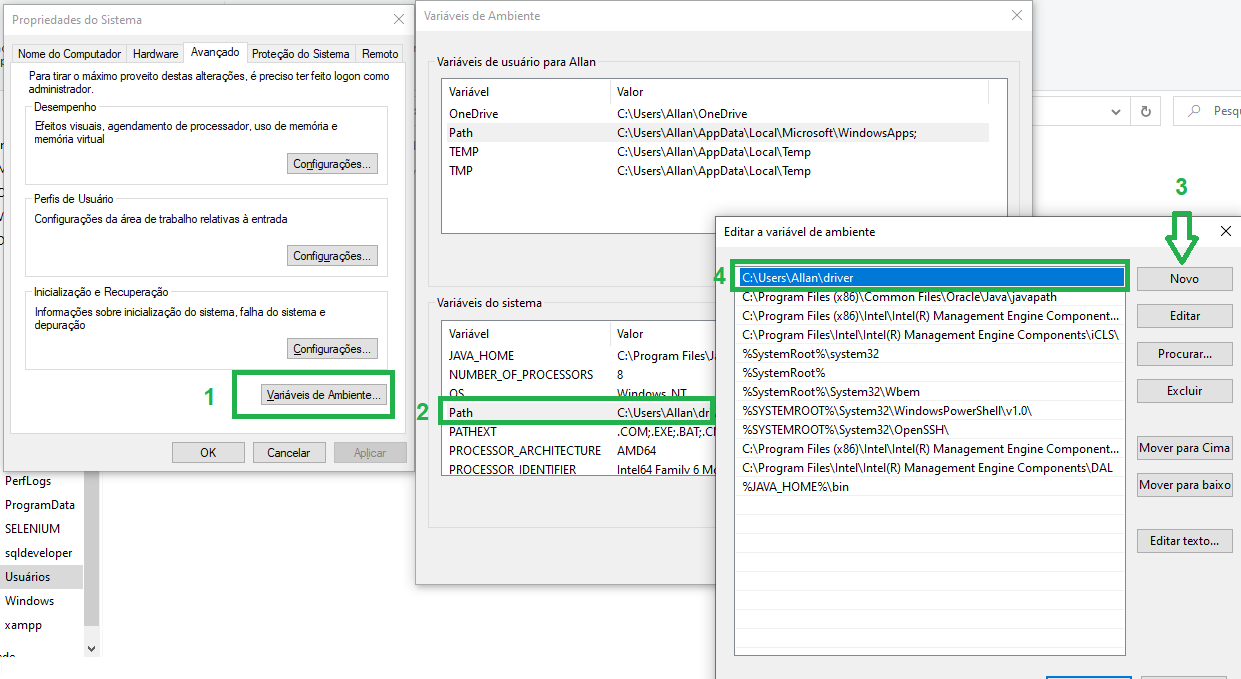 Propriedades do Sistema
Nome do Computador
Hardware
Avançado
Proteção do Sistema
Remoto
Para tirar o máximo proveito destas alterações, é preciso ter feito logon como
administrador.
Desempenho
Efeitos visuais, agendamento de processador, uso de memória e
memória virtual
Configurações...
Perfis de Usuário
Configurações da área de trabalho relativas à entrada
Configurações...
Inicialização e Recuperação
Informações sobre inicialização do sistema, falha do sistema e
depuração
Configurações...
1
Variáveis de Ambiente...
OK
Cancelar
Aplicar
PerfLogs
ProgramData
SELENIUM
sqldeveloper
Usuários
Windows
xampp
Variáveis de Ambiente
Variáveis de usuário para Allan
Variável Valor
OneDrive C:\Users\Allan\OneDrive
Path C:\Users\Allan\AppData\Local\Microsoft\WindowsApps;
TEMP C:\Users\Allan\AppData\Local\Temp
TMP C:\Users\Allan\AppData\Local\Temp
Variáveis do sistema
Variável Valor
JAVA_HOME C:\Program Files\J
NUMBER_OF_PROCESSORS 8
OS Windows_NT
2
Path C:\Users\Allan\dr
PATHEXT .COM;.EXE;.BAT;.C
PROCESSOR_ARCHITECTURE AMD64
PROCESSOR_IDENTIFIER Intel64 Family 6 M
Pesq
3
Editar a variável de ambiente
4
C:\Users\Allan\driver
C:\Program Files (x86)\Common Files\Oracle\Java\javapath
C:\Program Files (x86)\Intel\Intel(R) Management Engine Component...
C:\Program Files\Intel\Intel(R) Management Engine Components\iCLS\
%SystemRoot%\system32
%SystemRoot%
%SystemRoot%\System32\Wbem
%SYSTEMROOT%\System32\WindowsPowerShell\v1.0\
%SYSTEMROOT%\System32\OpenSSH\
C:\Program Files (x86)\Intel\Intel(R) Management Engine Component...
C:\Program Files\Intel\Intel(R) Management Engine Components\DAL
%JAVA_HOME%\bin
Novo
Editar
Procurar...
Excluir
Mover para Cima
Mover para baixo
Editar texto...